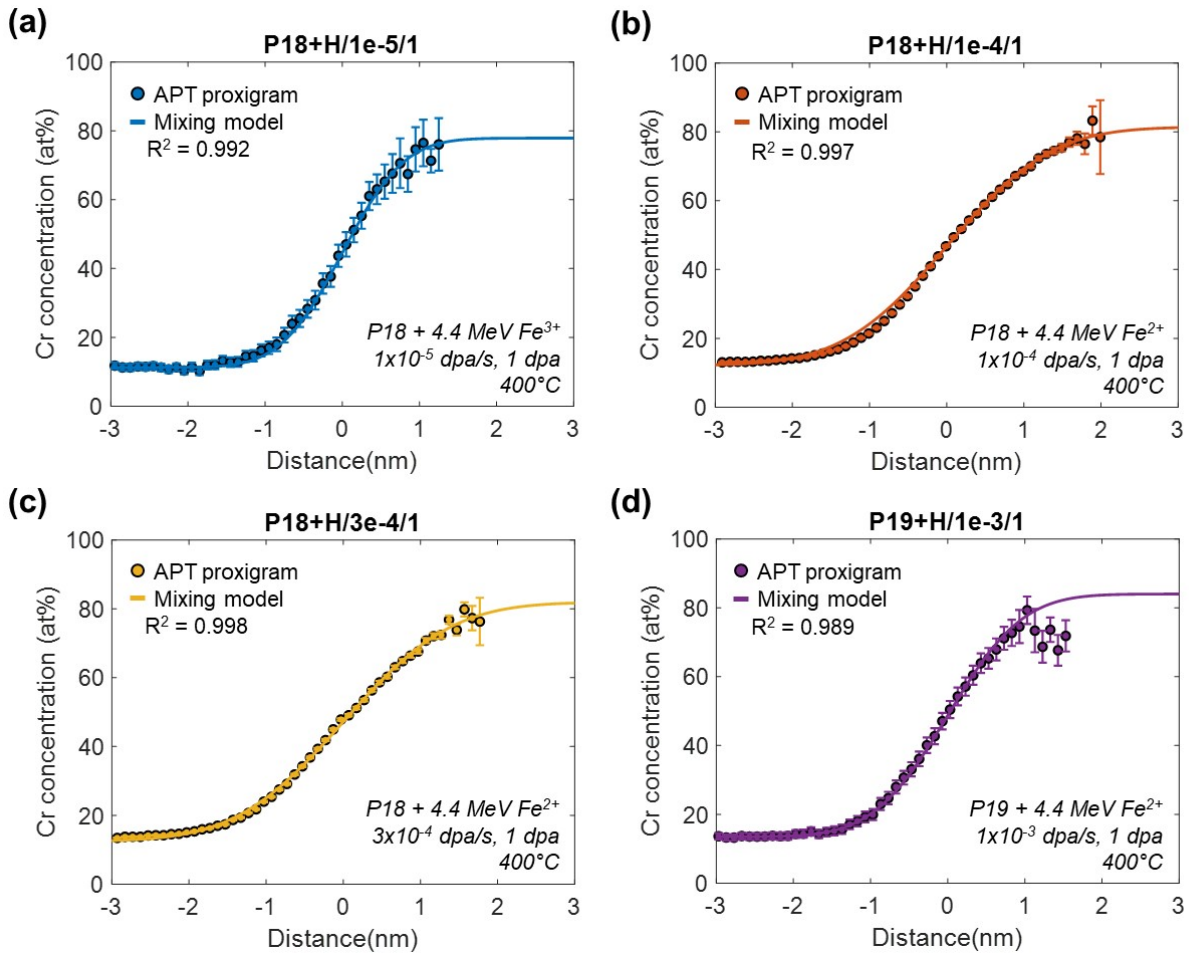 (a)
P18+H/1e-5/1
100
80
60
40
20
0
Cr concentration (at%)
APT proxigram
Mixing model
R² = 0.992
P18 + 4.4 MeV Fe³⁺
1x10⁻⁵ dpa/s, 1 dpa
400°C
-3 -2 -1 0 1 2 3
Distance(nm)
(b)
P18+H/1e-4/1
100
80
60
40
20
0
Cr concentration (at%)
APT proxigram
Mixing model
R² = 0.997
P18 + 4.4 MeV Fe²⁺
1x10⁻⁴ dpa/s, 1 dpa
400°C
-3 -2 -1 0 1 2 3
Distance(nm)
(c)
P18+H/3e-4/1
100
80
60
40
20
0
Cr concentration (at%)
APT proxigram
Mixing model
R² = 0.998
P18 + 4.4 MeV Fe²⁺
3x10⁻⁴ dpa/s, 1 dpa
400°C
-3 -2 -1 0 1 2 3
Distance(nm)
(d)
P19+H/1e-3/1
100
80
60
40
20
0
Cr concentration (at%)
APT proxigram
Mixing model
R² = 0.989
P19 + 4.4 MeV Fe²⁺
1x10⁻³ dpa/s, 1 dpa
400°C
-3 -2 -1 0 1 2 3
Distance(nm)